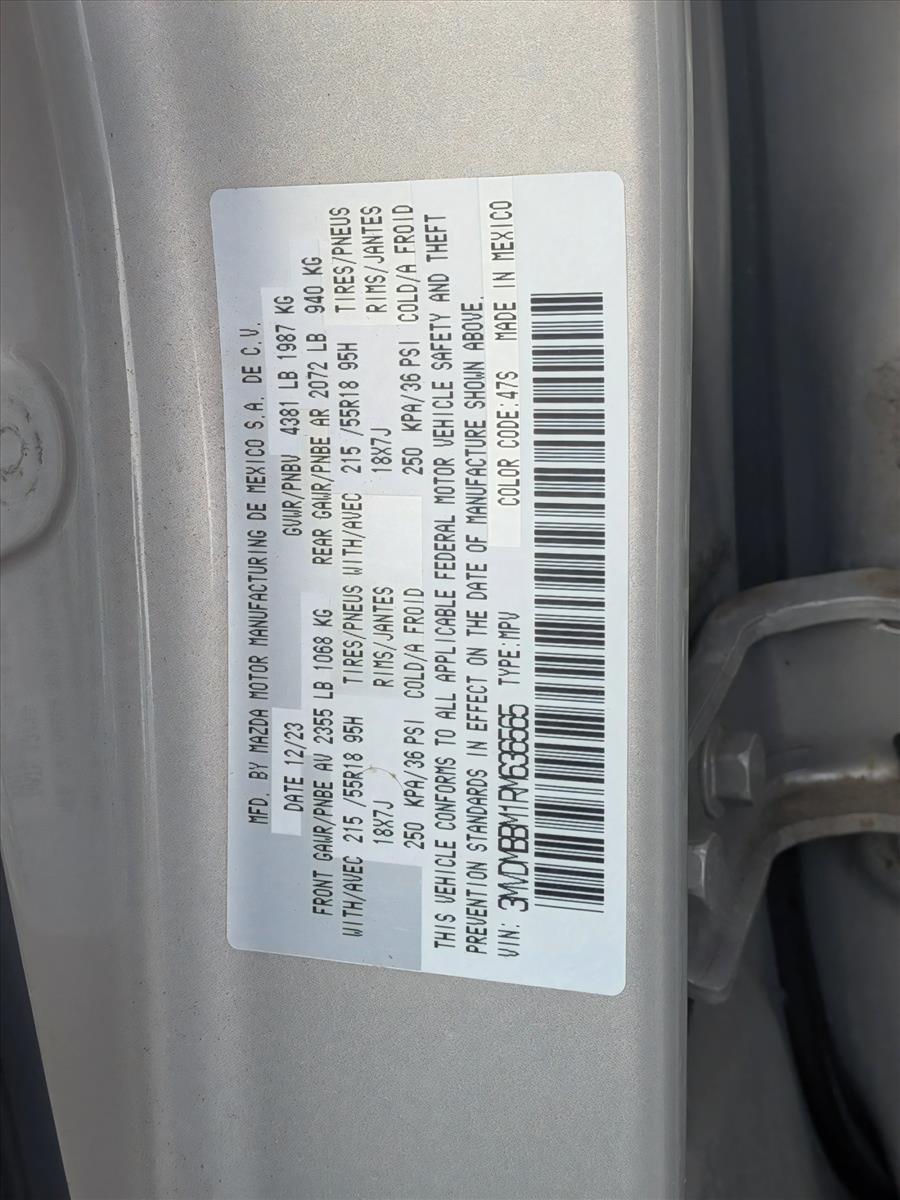 MFD. BY MAZDA MOTOR MANUFACTURING DE MEXICO S.A. DE C.V.
DATE 12/23 GVWR/PNBV 4381 LB 1987 KG
FRONT GAWR/PNBE AV 2355 LB 1068 KG REAR GAWR/PNBE AR 2072 LB 940 KG
WITH/AVEC 215 /55R18 95H TIRES/PNEUS WITH/AVEC 215 /55R18 95H TIRES/PNEUS
18X7J RIMS/JANTES 18X7J RIMS/JANTES
250 KPA/36 PSI COLD/A FROID 250 KPA/36 PSI COLD/A FROID
THIS VEHICLE CONFORMS TO ALL APPLICABLE FEDERAL MOTOR VEHICLE SAFETY AND THEFT
PREVENTION STANDARDS IN EFFECT ON THE DATE OF MANUFACTURE SHOWN ABOVE.
VIN: 3MVDMBBM1RM636565 TYPE:MPV COLOR CODE:47S MADE IN MEXICO